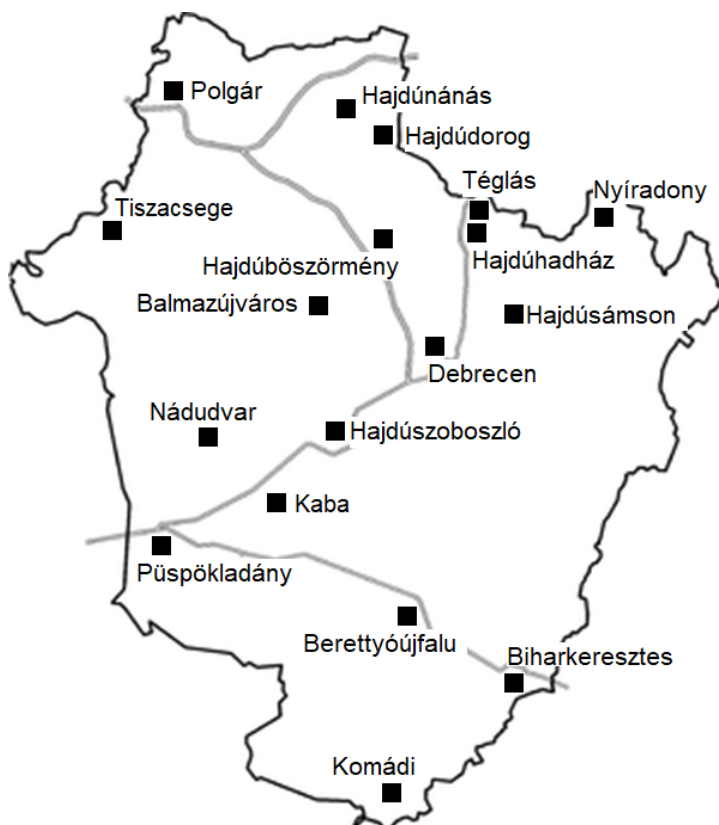 Polgár
Hajdúnánás
Hajdúdorog
Téglás
Nyíradony
Tiszacsege
Hajdúböszörmény
Hajdúhadház
Balmazújváros
Hajdúsámson
Debrecen
Nádudvar
Hajdúszoboszló
Kaba
Püspökladány
Berettyóújfalu
Biharkeresztes
Komádi